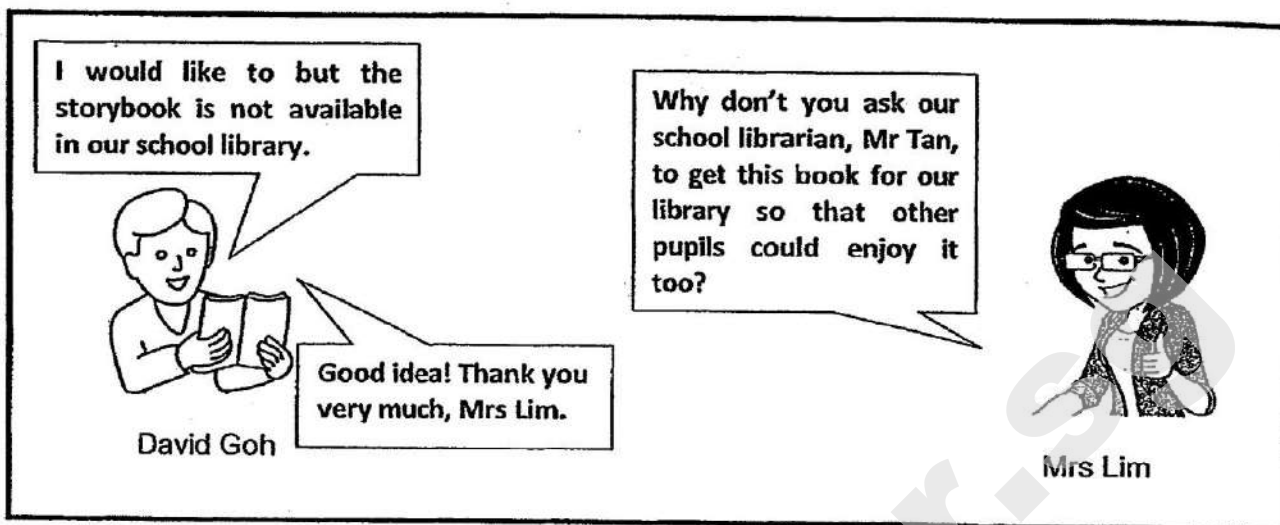 I would like to but the
storybook is not available
in our school library.
Why don't you ask our
school librarian, Mr Tan,
to get this book for our
library so that other
pupils could enjoy it
too?
Good idea! Thank you
very much, Mrs Lim.
David Goh
Mrs Lim